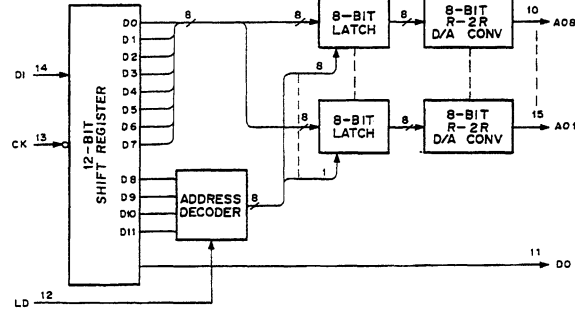 D0
D1
D2
D3
D4
D5
D6
D7
D8
D9
D10
D11
DI 14
CK 13
LD 12
12-BIT
SHIFT REGISTER
ADDRESS
DECODER
8
8
8
8
1
8
8-BIT
LATCH
8
8-BIT
R-2R
D/A CONV
10
AO8
8-BIT
LATCH
8
8-BIT
R-2R
D/A CONV
15
AO1
11
DO